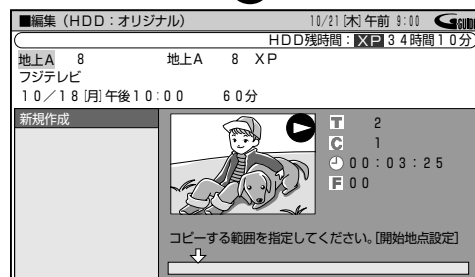 ■編集（HDD：オリジナル） 10/21[木]午前 9:00 G-GUIDE
HDD残時間：XP34時間10分
地上A 8 地上A 8 XP
フジテレビ
10／18[月]午後10：00 60分
新規作成
T 2
C 1
00：03：25
F 00
コピーする範囲を指定してください。[開始地点設定]